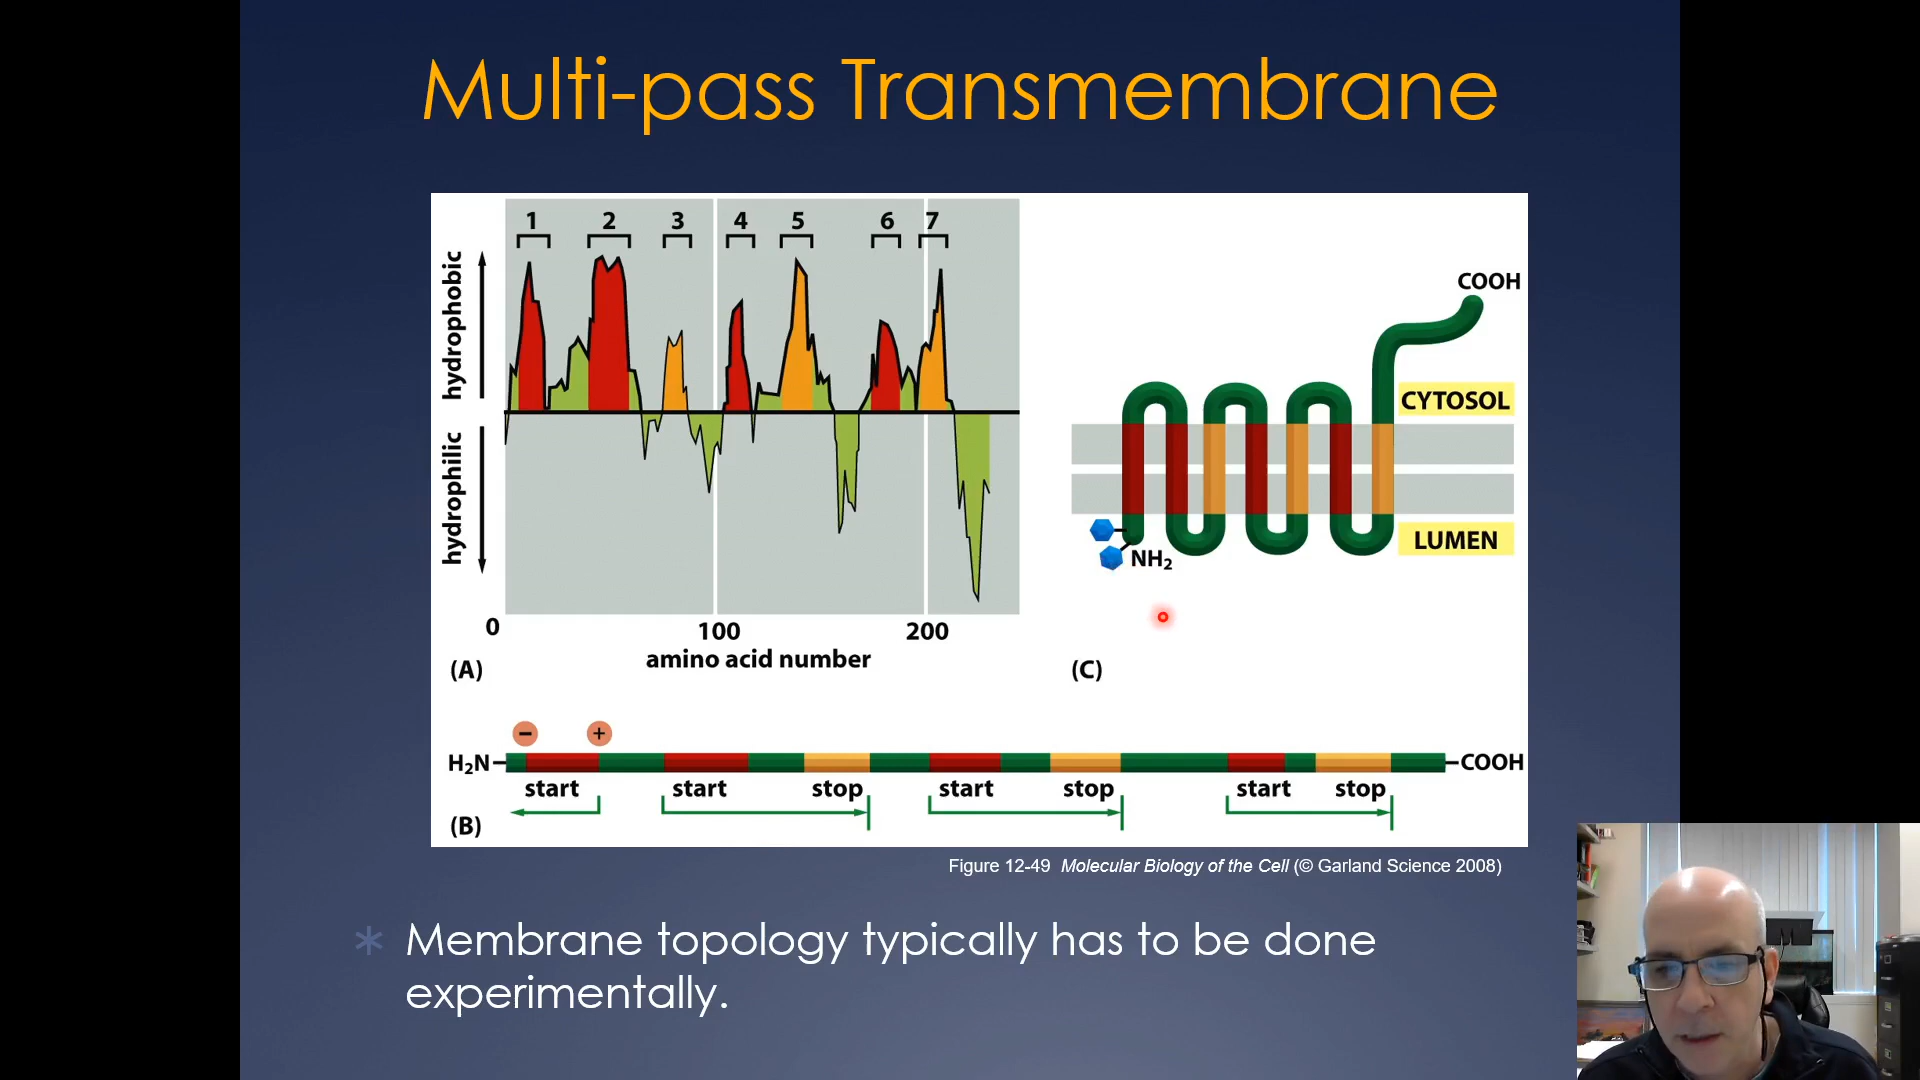 Multi-pass Transmembrane
1 2 3 4 5 6 7
hydrophobic
hydrophilic
0 100 200
amino acid number
(A)
COOH
CYTOSOL
LUMEN
NH₂
(C)
− +
H₂N COOH
start start stop start stop start stop
(B)
Figure 12-49 Molecular Biology of the Cell (© Garland Science 2008)
Membrane topology typically has to be done
experimentally.